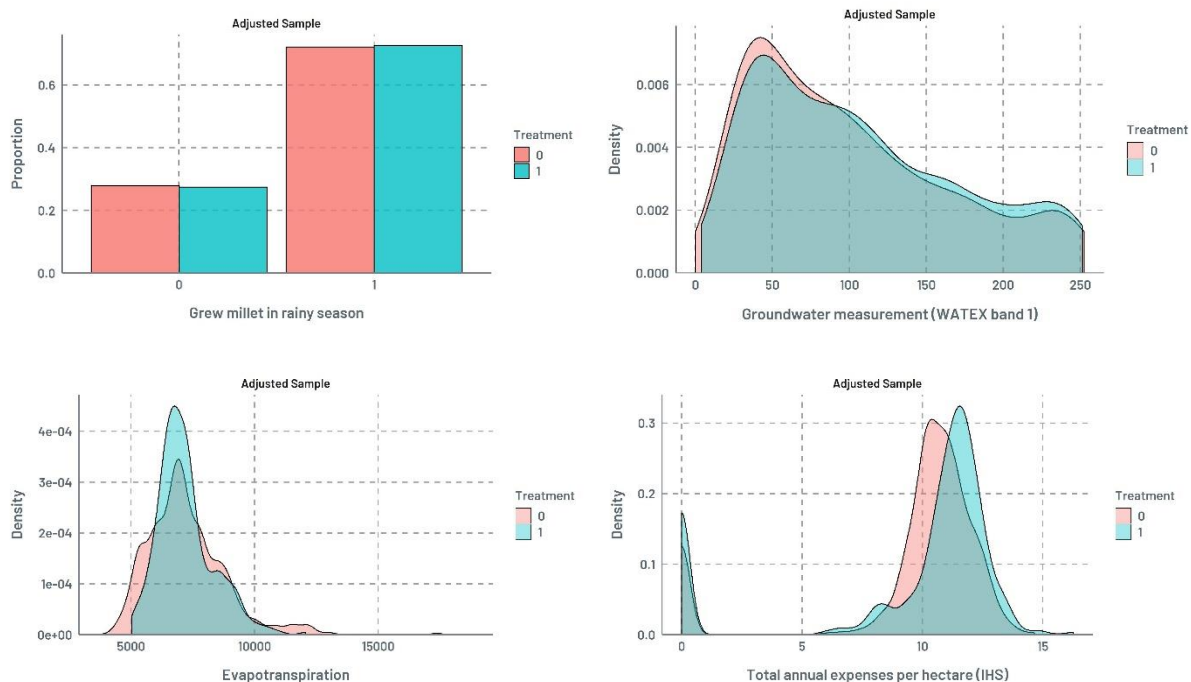 Adjusted Sample
Proportion
0.6
0.4
0.2
0.0
0
1
Grew millet in rainy season
Treatment
0
1
Adjusted Sample
Density
0.006
0.004
0.002
0.000
0
50
100
150
200
250
Groundwater measurement (WATEX band 1)
Treatment
0
1
Adjusted Sample
Density
4e-04
3e-04
2e-04
1e-04
0e+00
5000
10000
15000
Evapotranspiration
Treatment
0
1
Adjusted Sample
Density
0.3
0.2
0.1
0.0
0
5
10
15
Total annual expenses per hectare (IHS)
Treatment
0
1